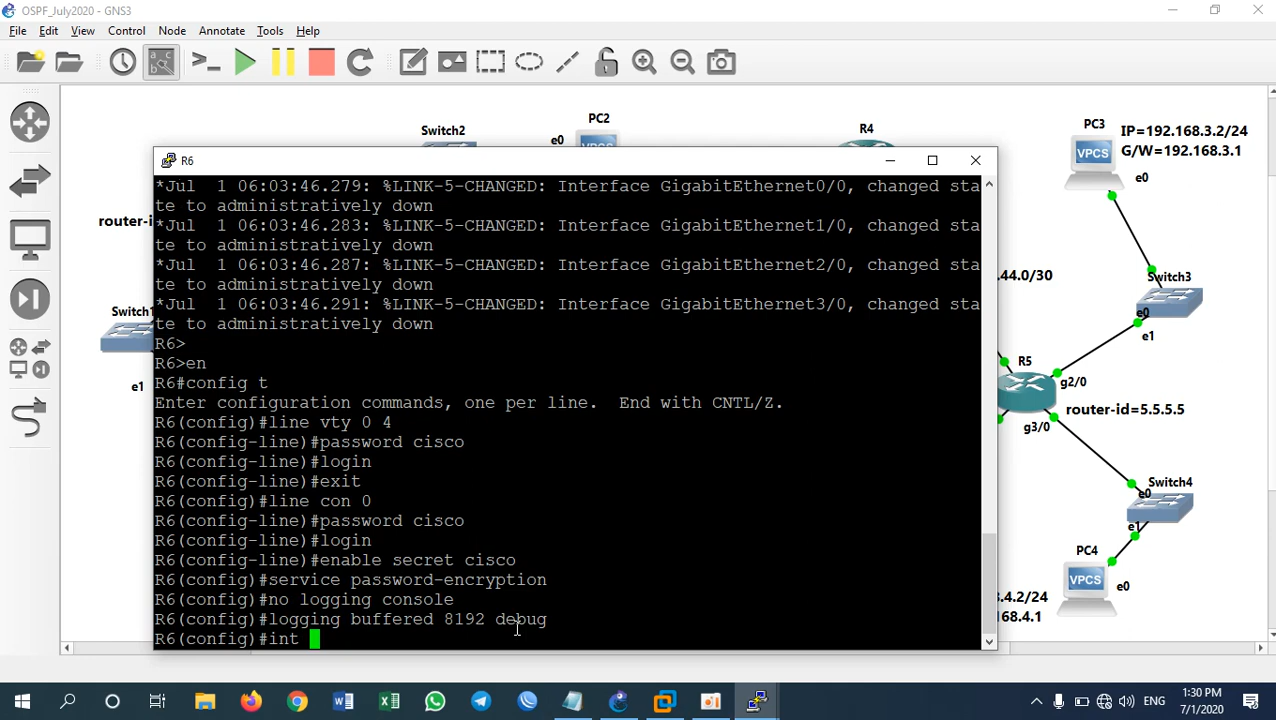 OSPF_July2020 - GNS3
File Edit View Control Node Annotate Tools Help
Switch2
PC2
e0
R4
PC3
IP=192.168.3.2/24
G/W=192.168.3.1
VPCS
e0
router-i
.44.0/30
Switch3
e0
e1
Switch1
e1
R5
g2/0
router-id=5.5.5.5
g3/0
Switch4
e0
e1
PC4
VPCS
e0
.4.2/24
168.4.1
R6
*Jul  1 06:03:46.279: %LINK-5-CHANGED: Interface GigabitEthernet0/0, changed sta
te to administratively down
*Jul  1 06:03:46.283: %LINK-5-CHANGED: Interface GigabitEthernet1/0, changed sta
te to administratively down
*Jul  1 06:03:46.287: %LINK-5-CHANGED: Interface GigabitEthernet2/0, changed sta
te to administratively down
*Jul  1 06:03:46.291: %LINK-5-CHANGED: Interface GigabitEthernet3/0, changed sta
te to administratively down
R6>
R6>en
R6#config t
Enter configuration commands, one per line.  End with CNTL/Z.
R6(config)#line vty 0 4
R6(config-line)#password cisco
R6(config-line)#login
R6(config-line)#exit
R6(config)#line con 0
R6(config-line)#password cisco
R6(config-line)#login
R6(config-line)#enable secret cisco
R6(config)#service password-encryption
R6(config)#no logging console
R6(config)#logging buffered 8192 debug
R6(config)#int
ENG
1:30 PM
7/1/2020